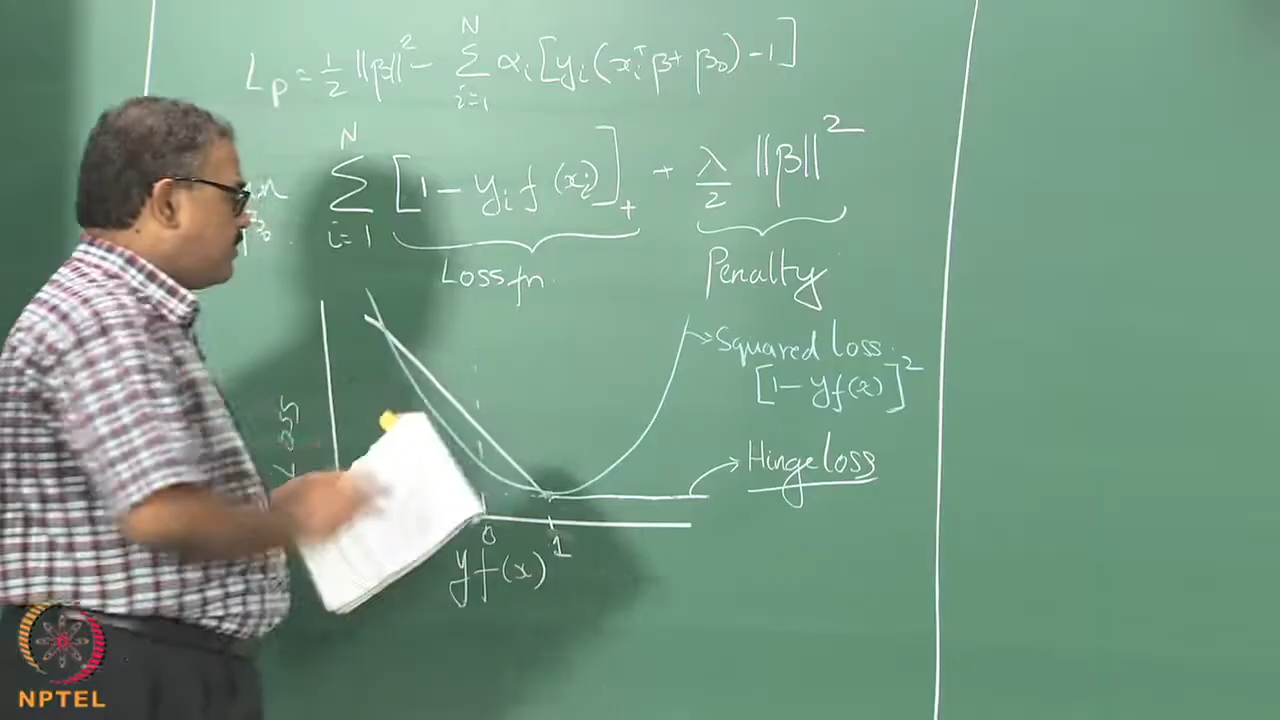 L_p = 1/2 ||β||² - Σ_{i=1}^{N} α_i [y_i (x_i^T β + β_0) - 1]
Σ_{i=1}^{N} [1 - y_i f(x_i)]_+ + λ/2 ||β||²
Loss fn.
Penalty
Squared loss
[1 - yf(x)]²
Hinge loss
0 1
yf(x)
NPTEL